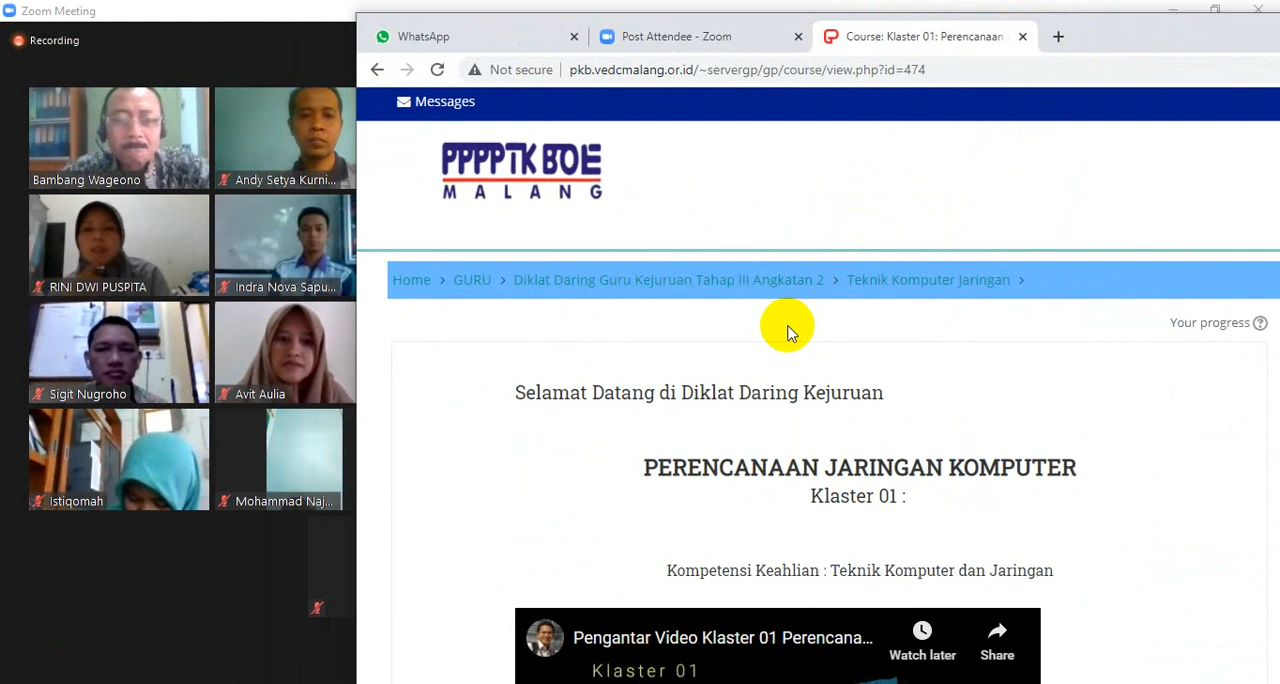 Zoom Meeting
Recording
Bambang Wageono
Andy Setya Kurni...
RINI DWI PUSPITA
Indra Nova Sapu...
Sigit Nugroho
Avit Aulia
Istiqomah
Mohammad Naj...
WhatsApp
Post Attendee - Zoom
Course: Klaster 01: Perencanaan
Not secure
pkb.vedcmalang.or.id/~servergp/gp/course/view.php?id=474
Messages
PPPPTK BOE
MALANG
Home > GURU > Diklat Daring Guru Kejuruan Tahap III Angkatan 2 > Teknik Komputer Jaringan >
Your progress
Selamat Datang di Diklat Daring Kejuruan
PERENCANAAN JARINGAN KOMPUTER
Klaster 01 :
Kompetensi Keahlian : Teknik Komputer dan Jaringan
Pengantar Video Klaster 01 Perencana...
Watch later
Share
Klaster 01